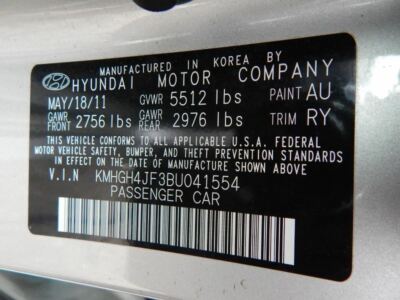 MANUFACTURED IN KOREA BY
HYUNDAI MOTOR COMPANY
MAY/18/11 GVWR 5512 lbs PAINT AU
GAWR FRONT 2756 lbs GAWR REAR 2976 lbs TRIM RY
THIS VEHICLE CONFORMS TO ALL APPLICABLE U.S.A. FEDERAL
MOTOR VEHICLE SAFETY, BUMPER, AND THEFT PREVENTION STANDARDS
IN EFFECT ON THE DATE OF MANUFACTURE SHOWN ABOVE.
V.I.N KMHGH4JF3BU041554
PASSENGER CAR